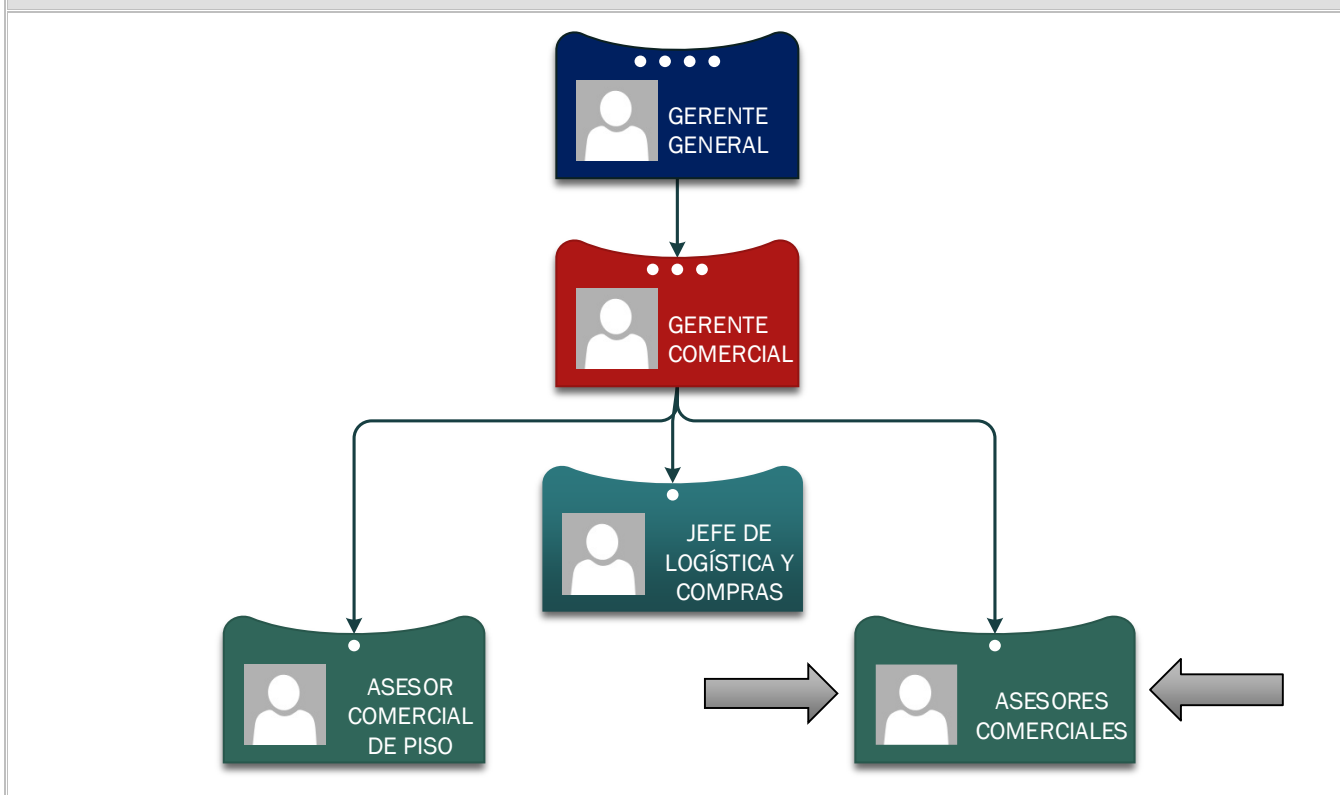 GERENTE
GENERAL
GERENTE
COMERCIAL
JEFE DE
LOGÍSTICA Y
COMPRAS
ASESOR
COMERCIAL
DE PISO
ASESORES
COMERCIALES